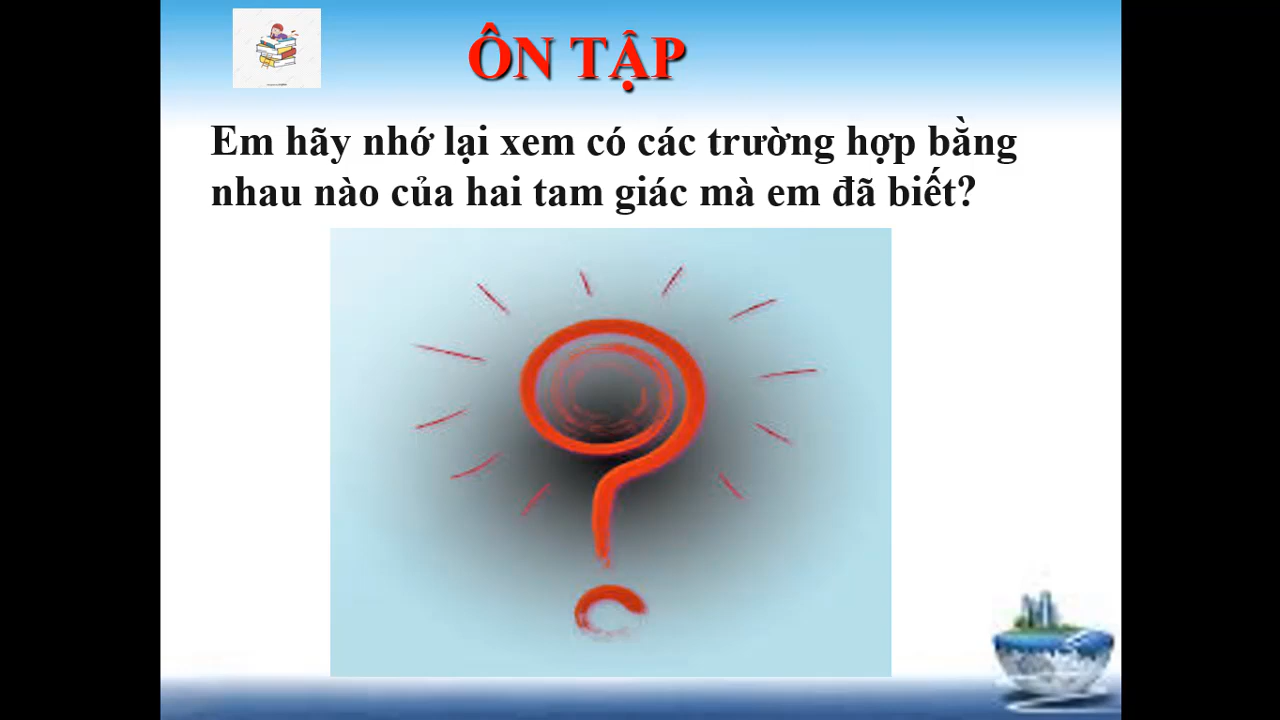 ÔN TẬP
Em hãy nhớ lại xem có các trường hợp bằng
nhau nào của hai tam giác mà em đã biết?